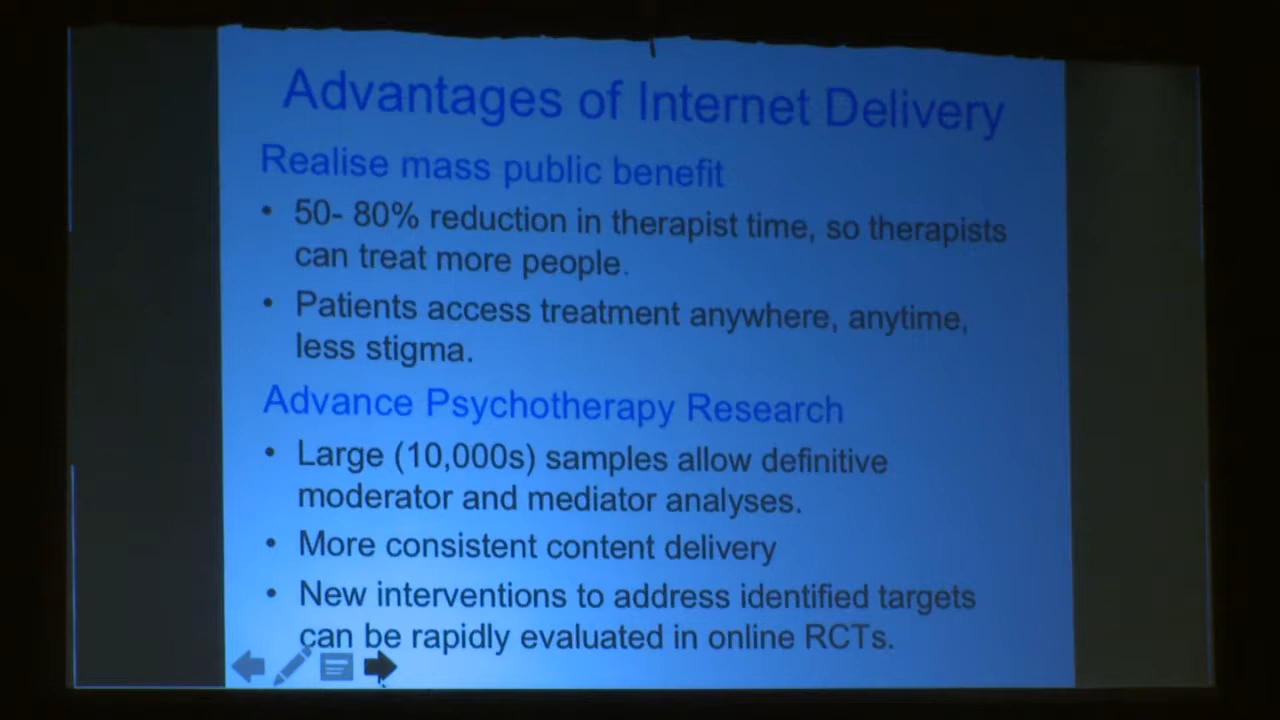 Advantages of Internet Delivery
Realise mass public benefit
• 50- 80% reduction in therapist time, so therapists
can treat more people.
• Patients access treatment anywhere, anytime,
less stigma.
Advance Psychotherapy Research
• Large (10,000s) samples allow definitive
moderator and mediator analyses.
• More consistent content delivery
• New interventions to address identified targets
can be rapidly evaluated in online RCTs.